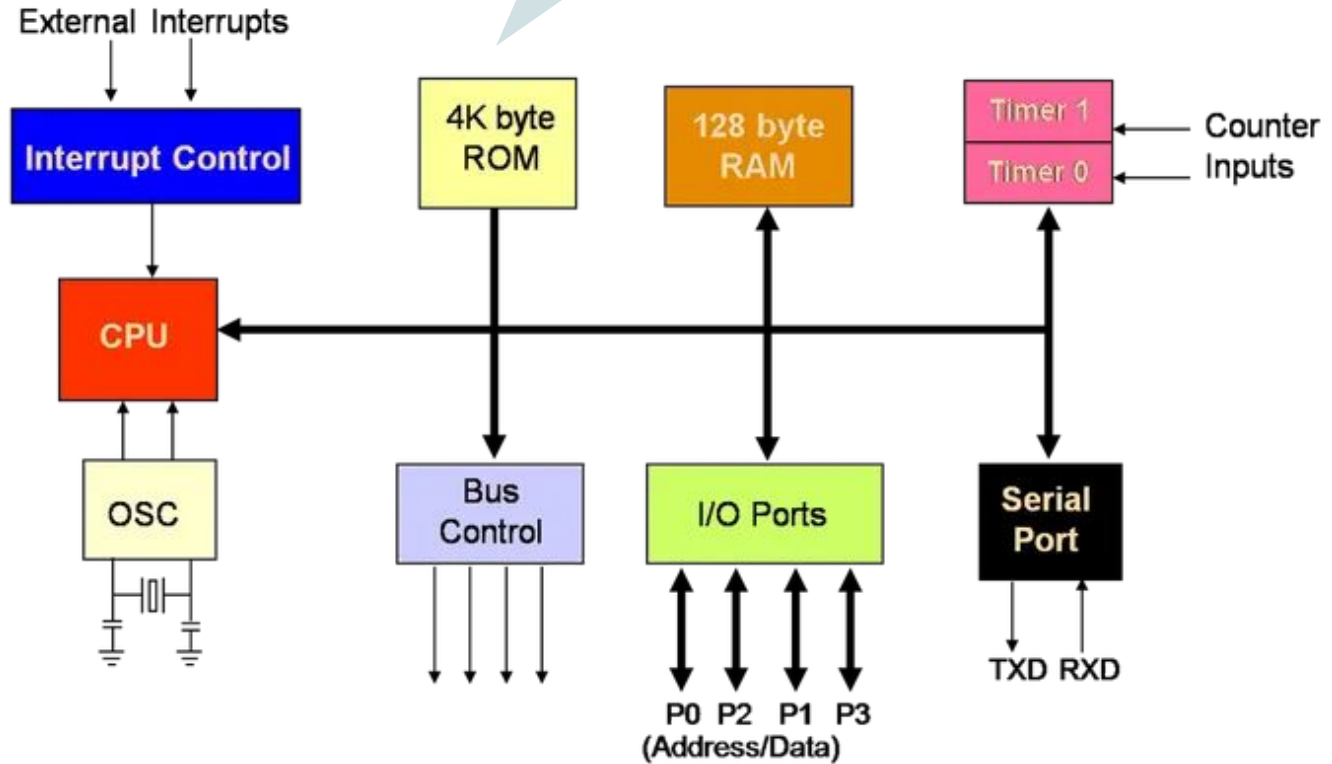 External Interrupts
Interrupt Control
4K byte
ROM
128 byte
RAM
Timer 1
Timer 0
Counter
Inputs
CPU
OSC
Bus
Control
I/O Ports
Serial
Port
TXD RXD
P0 P2 P1 P3
(Address/Data)